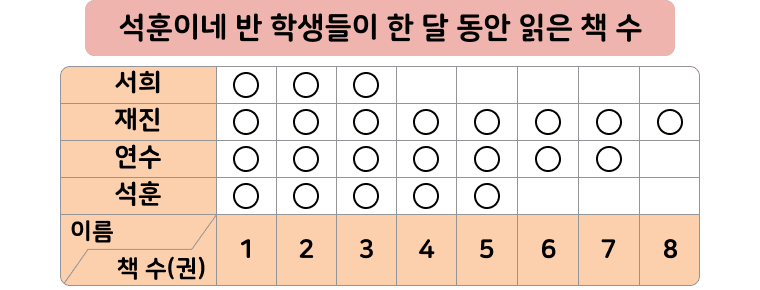 석훈이네 반 학생들이 한 달 동안 읽은 책 수
서희 ○ ○ ○
재진 ○ ○ ○ ○ ○ ○ ○ ○
연수 ○ ○ ○ ○ ○ ○ ○
석훈 ○ ○ ○ ○ ○
이름
책 수(권) 1 2 3 4 5 6 7 8